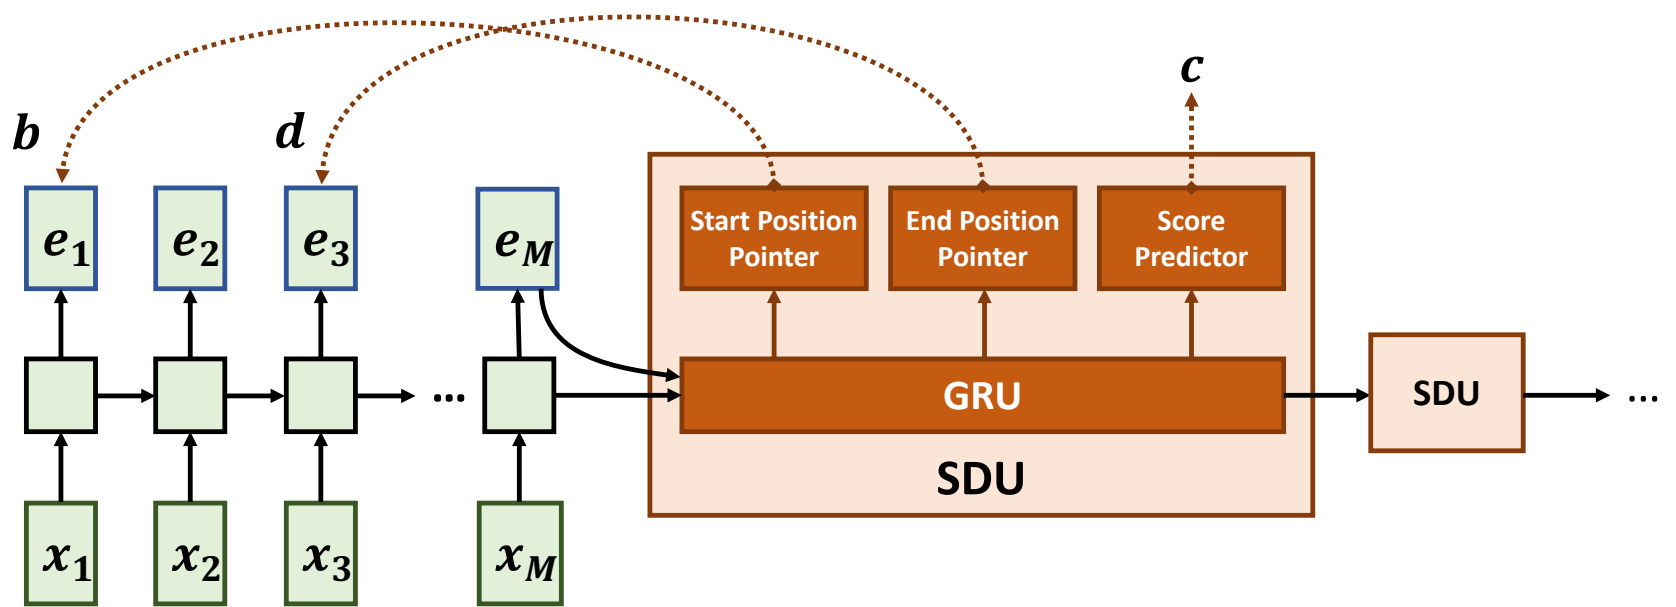 c
b
d
e1
e2
e3
eM
Start Position
Pointer
End Position
Pointer
Score
Predictor
...
GRU
SDU
...
SDU
x1
x2
x3
xM